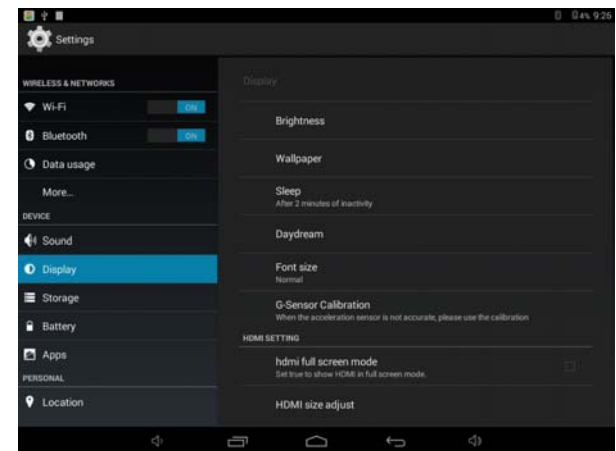 4% 9:25
Settings
WIRELESS & NETWORKS
Wi-Fi ON
Bluetooth ON
Data usage
More...
DEVICE
Sound
Display
Storage
Battery
Apps
PERSONAL
Location
Display
Brightness
Wallpaper
Sleep
After 2 minutes of inactivity
Daydream
Font size
Normal
G-Sensor Calibration
When the acceleration sensor is not accurate, please use the calibration
HDMI SETTING
hdmi full screen mode
Set true to show HDMI in full screen mode.
HDMI size adjust